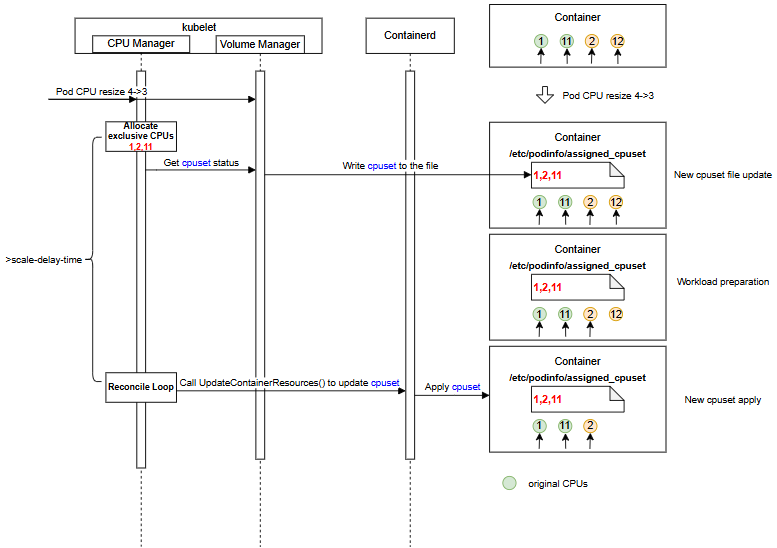 kubelet
CPU Manager
Volume Manager
Containerd
Container
1 11 2 12
Pod CPU resize 4->3
Pod CPU resize 4->3
Allocate
exclusive CPUs
1,2,11
Get cpuset status
Write cpuset to the file
Container
/etc/podinfo/assigned_cpuset
1,2,11
1 11 2 12
New cpuset file update
>scale-delay-time
Container
/etc/podinfo/assigned_cpuset
1,2,11
1 11 2 12
Workload preparation
Reconcile Loop
Call UpdateContainerResources() to update cpuset
Apply cpuset
Container
/etc/podinfo/assigned_cpuset
1,2,11
1 11 2
New cpuset apply
original CPUs